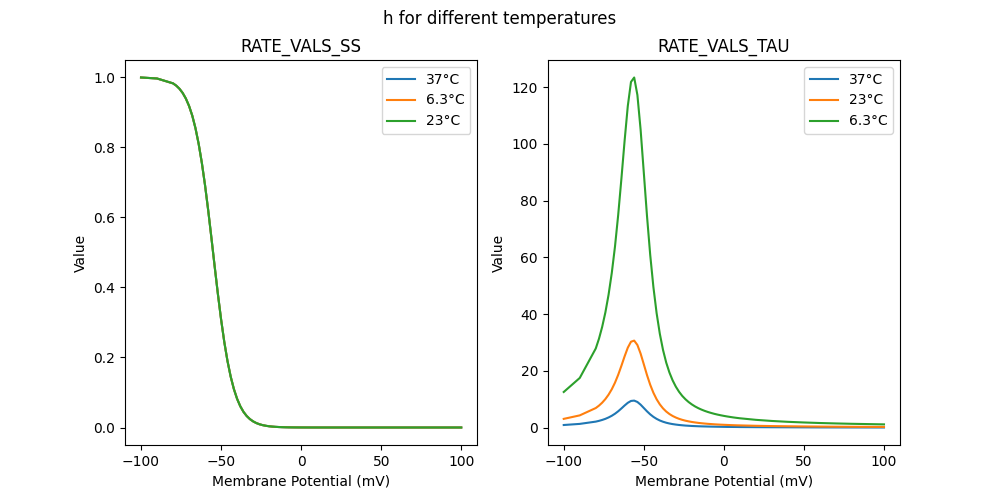 h for different temperatures
RATE_VALS_SS
1.0
0.8
0.6
0.4
0.2
0.0
Value
−100
−50
0
50
100
Membrane Potential (mV)
37°C
6.3°C
23°C
RATE_VALS_TAU
120
100
80
60
40
20
0
Value
−100
−50
0
50
100
Membrane Potential (mV)
37°C
23°C
6.3°C